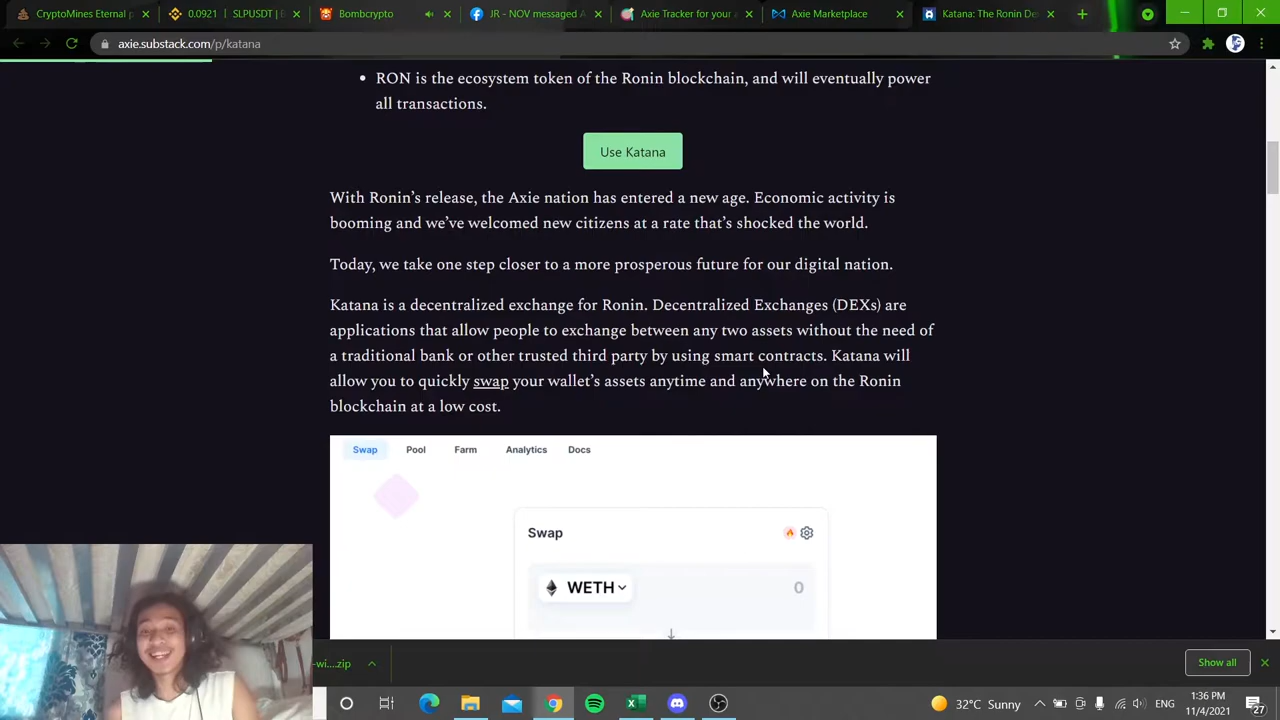 CryptoMines Eternal p
0.0921 | SLPUSDT | B
Bombcrypto
JR - NOV messaged A
Axie Tracker for your a
Axie Marketplace
Katana: The Ronin De
axie.substack.com/p/katana
RON is the ecosystem token of the Ronin blockchain, and will eventually power
all transactions.
Use Katana
With Ronin’s release, the Axie nation has entered a new age. Economic activity is
booming and we’ve welcomed new citizens at a rate that’s shocked the world.
Today, we take one step closer to a more prosperous future for our digital nation.
Katana is a decentralized exchange for Ronin. Decentralized Exchanges (DEXs) are
applications that allow people to exchange between any two assets without the need of
a traditional bank or other trusted third party by using smart contracts. Katana will
allow you to quickly swap your wallet’s assets anytime and anywhere on the Ronin
blockchain at a low cost.
Swap Pool Farm Analytics Docs
Swap
WETH 0
-wi....zip
Show all
32°C Sunny
1:36 PM
11/4/2021
27